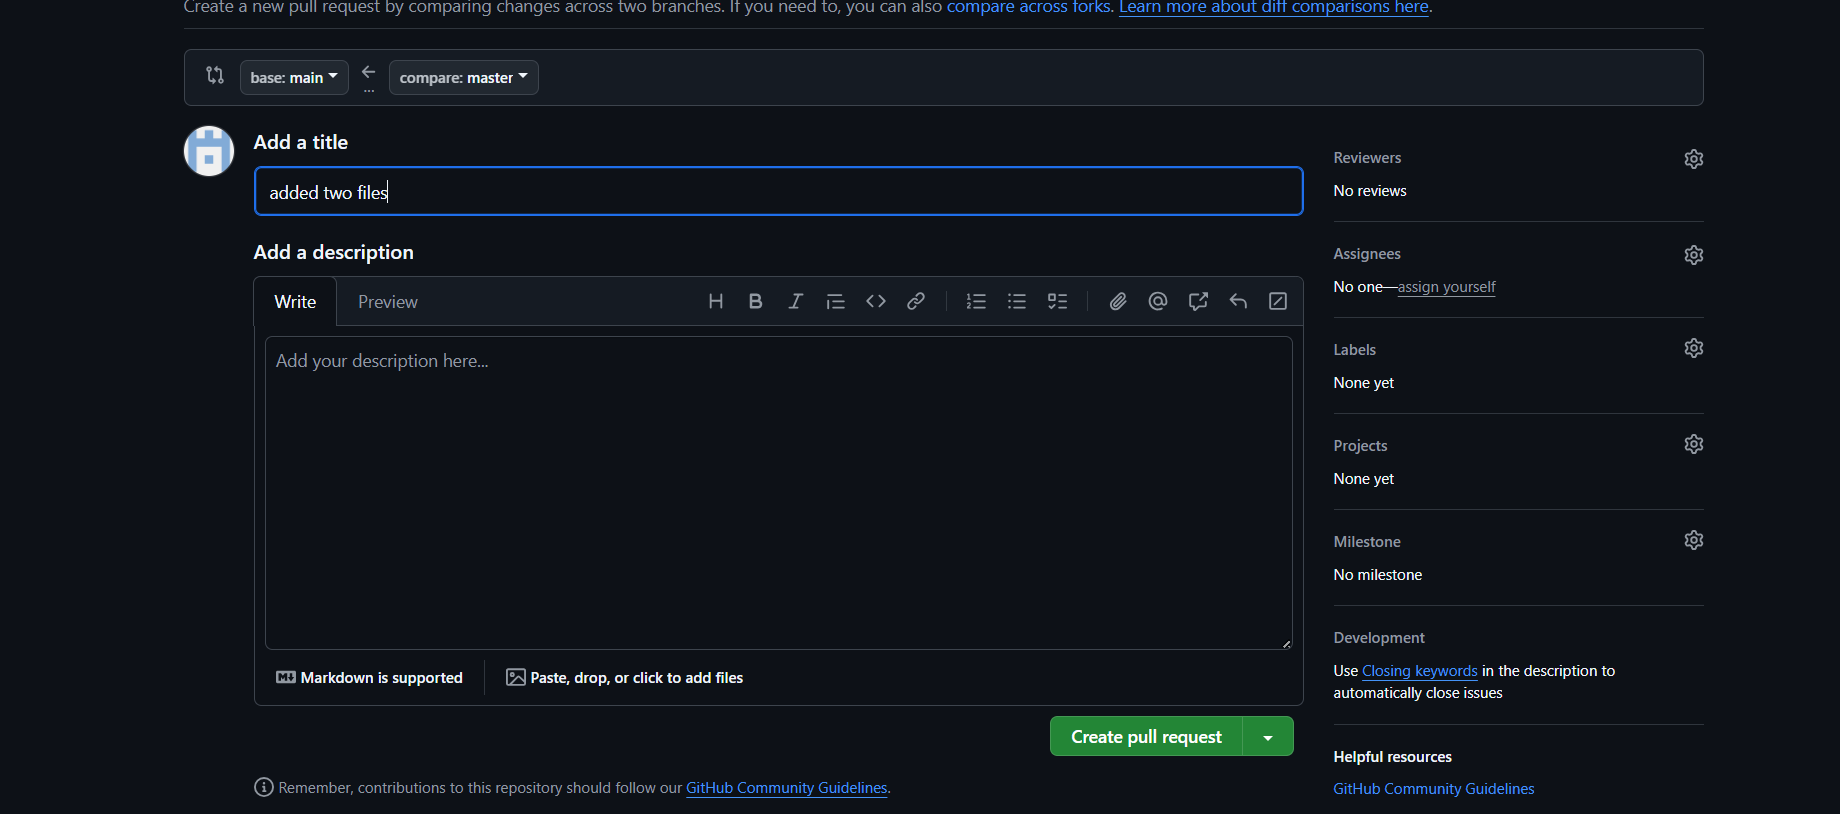 Create a new pull request by comparing changes across two branches. If you need to, you can also compare across forks. Learn more about diff comparisons here.
base: main
...
compare: master
Add a title
added two files
Add a description
Write
Preview
Add your description here...
Markdown is supported
Paste, drop, or click to add files
Create pull request
Remember, contributions to this repository should follow our GitHub Community Guidelines.
Reviewers
No reviews
Assignees
No one—assign yourself
Labels
None yet
Projects
None yet
Milestone
No milestone
Development
Use Closing keywords in the description to
automatically close issues
Helpful resources
GitHub Community Guidelines